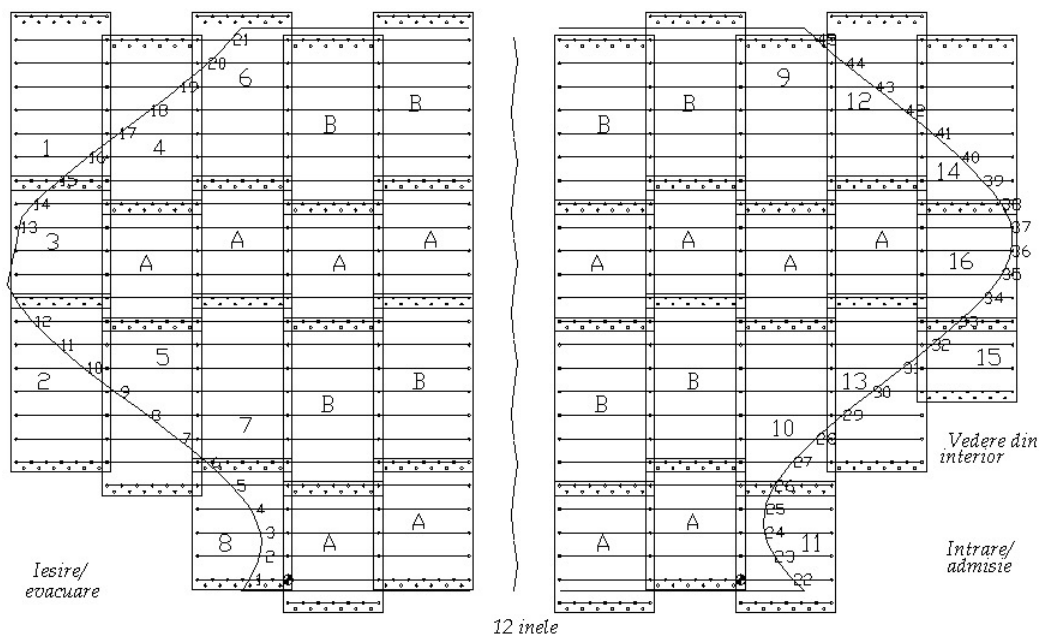 21
45
20
6
9
44
19
43
B
B
12
18
B
B
42
17
41
1
4
16
40
14
15
39
14
38
13
37
3
A
A
A
A
36
A
A
A
A
16
35
34
12
33
11
5
32
15
10
31
2
B
B
13
9
30
B
B
8
29
7
10
7
28
Vedere din
interior
6
27
5
26
4
25
A
A
3
24
8
A
A
11
Intrare/
admisie
2
23
Iesire/
evacuare
1
22
12 inele